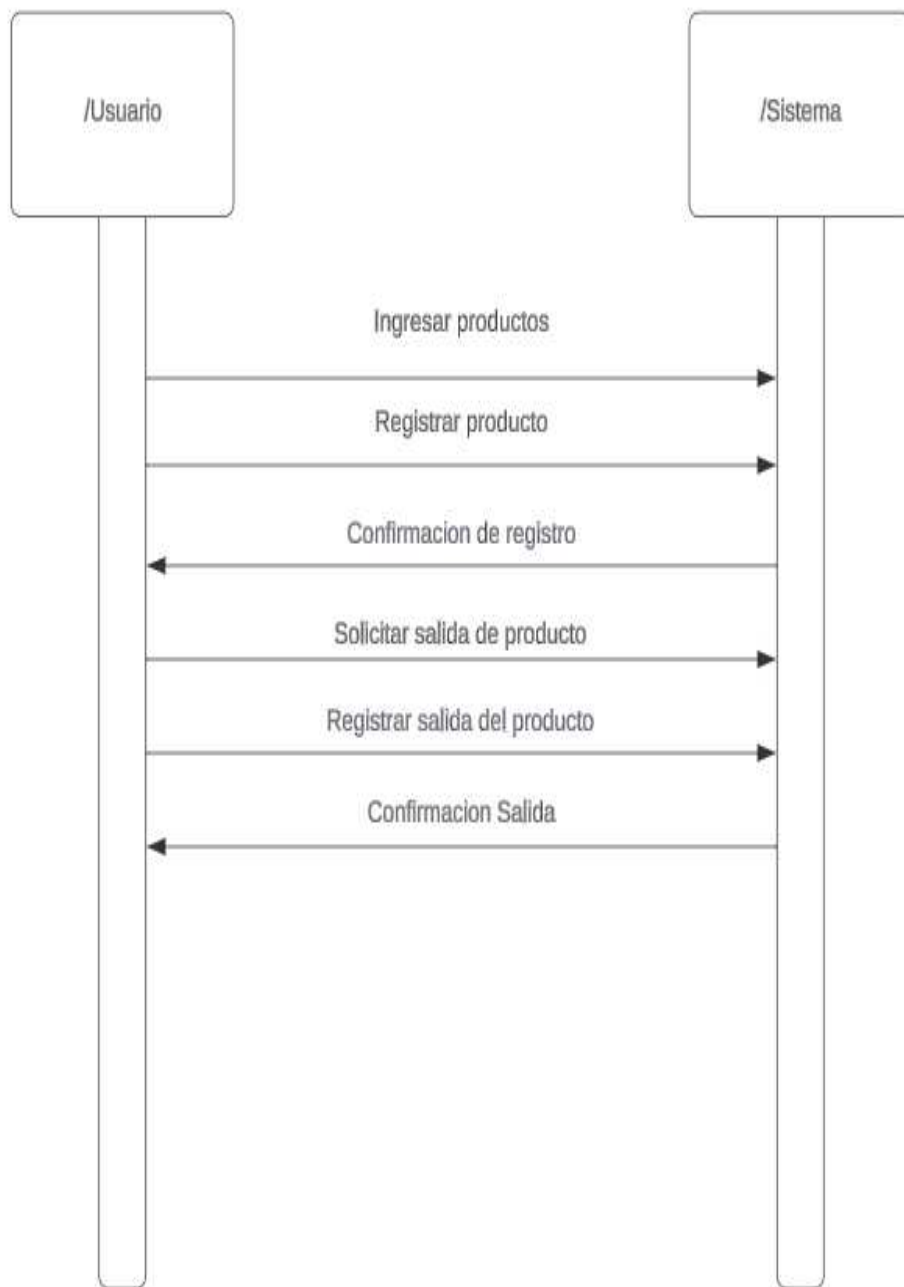 /Usuario
/Sistema
Ingresar productos
Registrar producto
Confirmacion de registro
Solicitar salida de producto
Registrar salida del producto
Confirmacion Salida